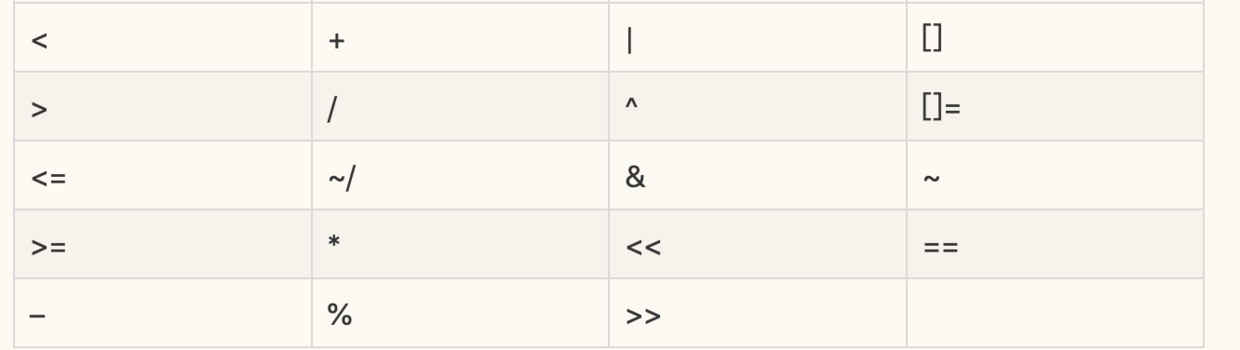 < + | []
> / ^ []=
<= ~/ & ~
>= * << ==
– % >>